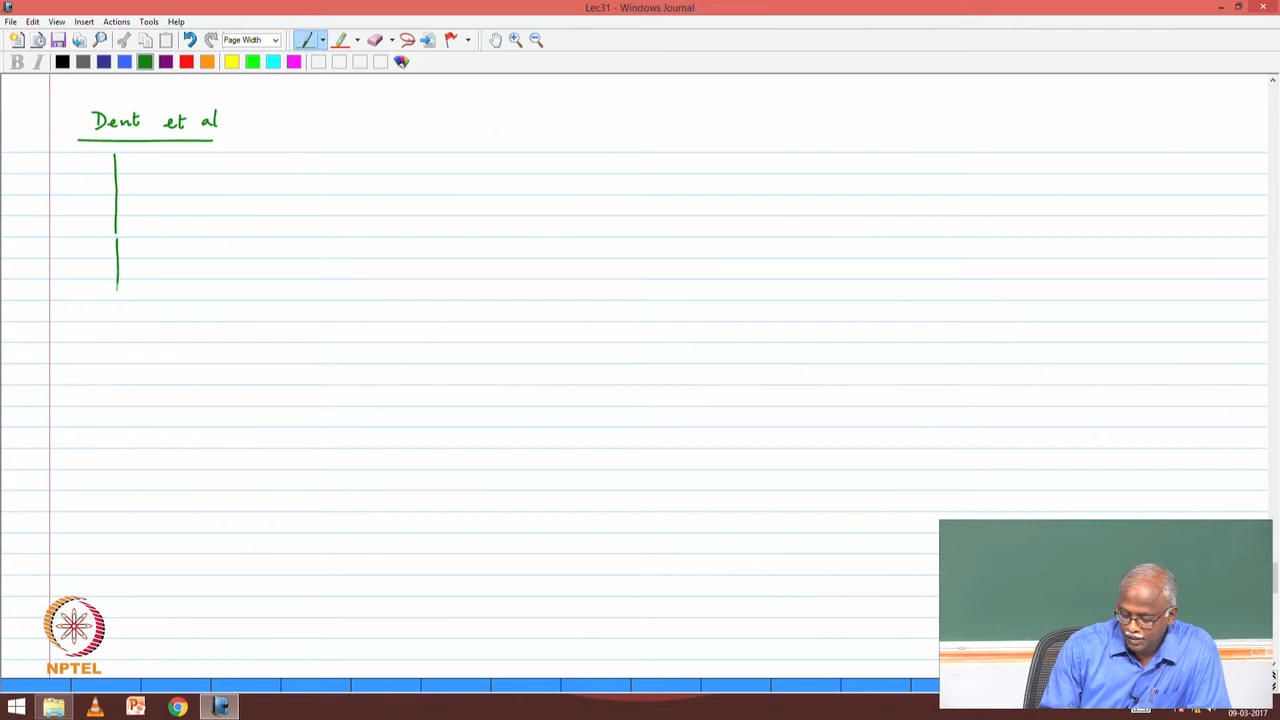 Lec31 - Windows Journal
File Edit View Insert Actions Tools Help
Page Width
B I
Dent et al
NPTEL
09-03-2017